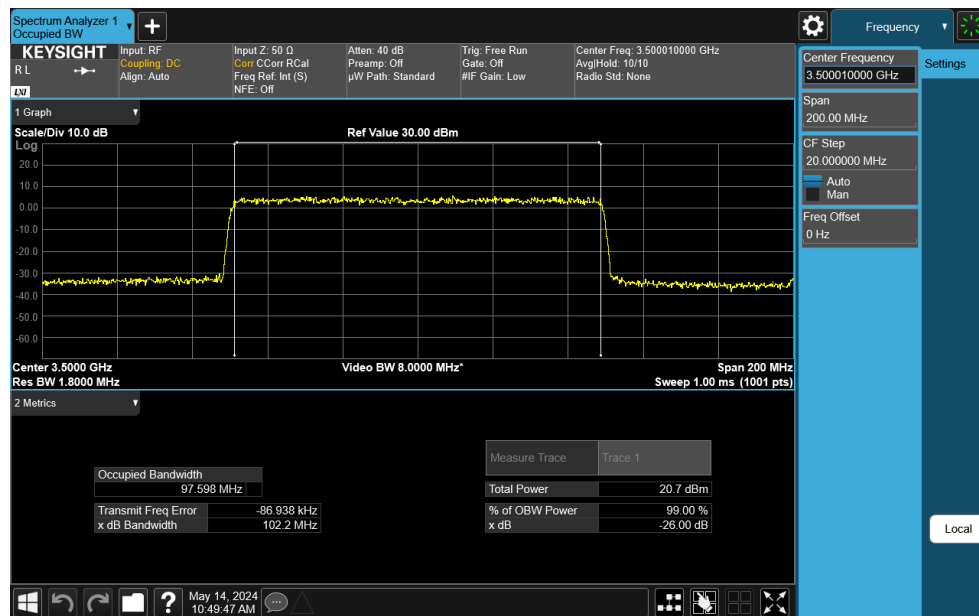 Spectrum Analyzer 1
Occupied BW
Frequency
KEYSIGHT
R L
LXI
Input: RF
Coupling: DC
Align: Auto
Input Z: 50 Ω
Corr CCorr RCal
Freq Ref: Int (S)
NFE: Off
Atten: 40 dB
Preamp: Off
µW Path: Standard
Trig: Free Run
Gate: Off
#IF Gain: Low
Center Freq: 3.500010000 GHz
Avg|Hold: 10/10
Radio Std: None
Center Frequency
3.500010000 GHz
Settings
Span
200.00 MHz
CF Step
20.000000 MHz
Auto
Man
Freq Offset
0 Hz
Local
1 Graph
Scale/Div 10.0 dB
Ref Value 30.00 dBm
Log
20.0
10.0
0.00
-10.0
-20.0
-30.0
-40.0
-50.0
-60.0
Center 3.5000 GHz
Video BW 8.0000 MHz*
Span 200 MHz
Res BW 1.8000 MHz
Sweep 1.00 ms (1001 pts)
2 Metrics
Measure Trace
Trace 1
Occupied Bandwidth
97.598 MHz
Total Power
20.7 dBm
Transmit Freq Error
-86.938 kHz
% of OBW Power
99.00 %
x dB Bandwidth
102.2 MHz
x dB
-26.00 dB
?
May 14, 2024
10:49:47 AM